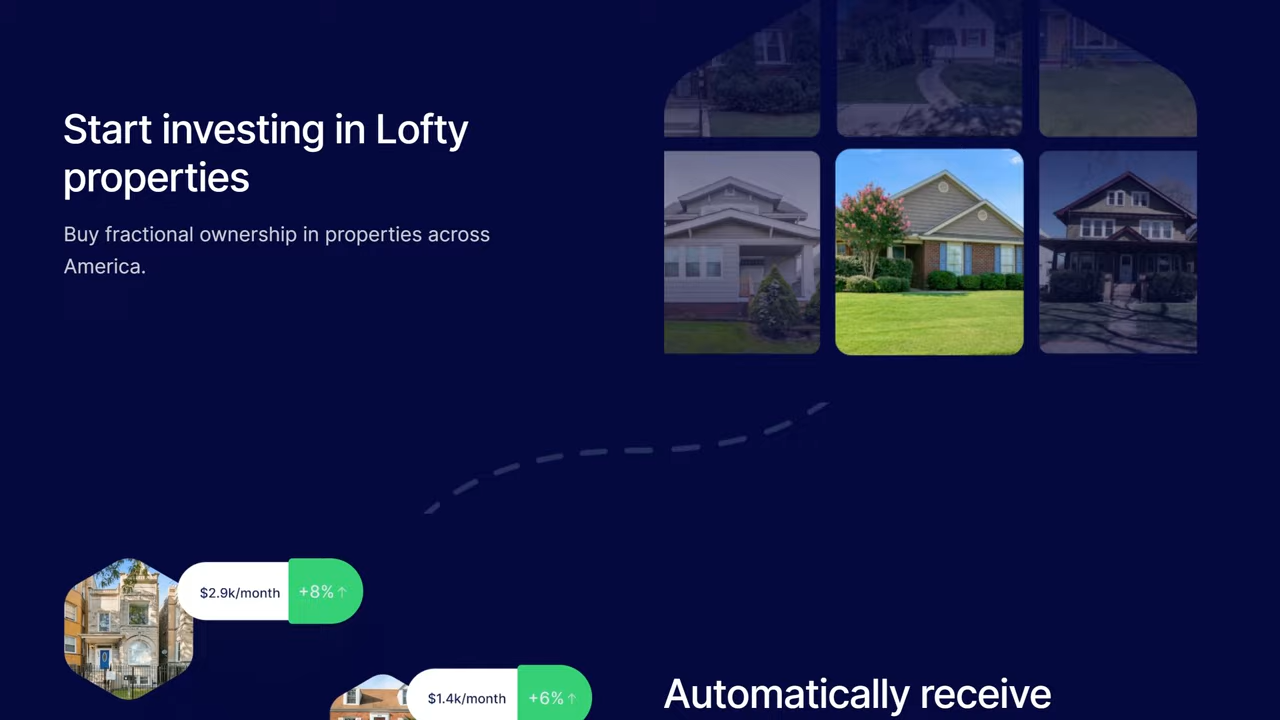 Start investing in Lofty
properties
Buy fractional ownership in properties across
America.
$2.9k/month +8% ↑
$1.4k/month +6% ↑
Automatically receive